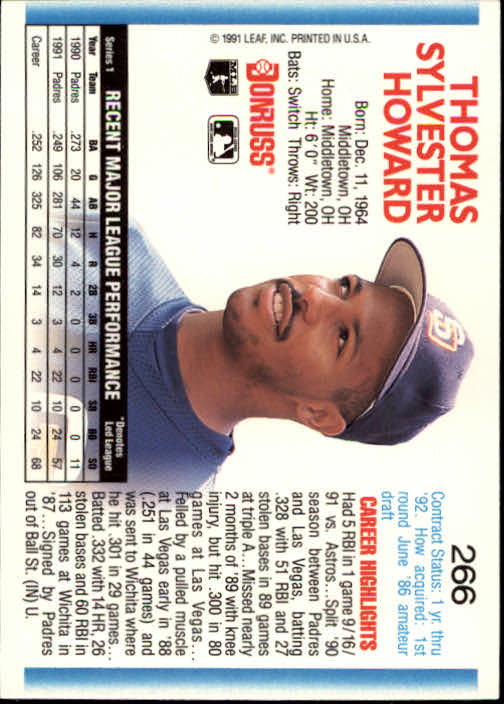 THOMAS
SYLVESTER
HOWARD
Born: Dec. 11, 1964
Middletown, OH
Home: Middletown, OH
Ht: 6'0" Wt: 200
Bats: Switch Throws: Right
DONRUSS®
MLB
© 1991 LEAF, INC. PRINTED IN U.S.A.
SD
266
Contract Status: 1 yr. thru
'92. How acquired: 1st
round June '86 amateur
draft
CAREER HIGHLIGHTS
Had 5 RBI in 1 game 9/16/
91 vs. Astros...Split '90
season between Padres
and Las Vegas, batting
.328 with 51 RBI and 27
stolen bases in 89 games
at triple A...Missed nearly
2 months of '89 with knee
injury, but hit .300 in 80
games at Las Vegas...
Felled by a pulled muscle
at Las Vegas early in '88
(.251 in 44 games) and
was sent to Wichita where
he hit .301 in 29 games...
Batted .332 with 14 HR, 26
stolen bases and 60 RBI in
113 games at Wichita in
'87...Signed by Padres
out of Ball St. (IN) U.
Series 1 RECENT MAJOR LEAGUE PERFORMANCE *Denotes
Led League
Year Team BA G AB H R 2B 3B HR RBI SB BB SO
1990 Padres .273 20 44 12 4 2 0 0 0 0 0 11
1991 Padres .249 106 281 70 30 12 3 4 22 10 24 57
Career .252 126 325 82 34 14 3 4 22 10 24 68